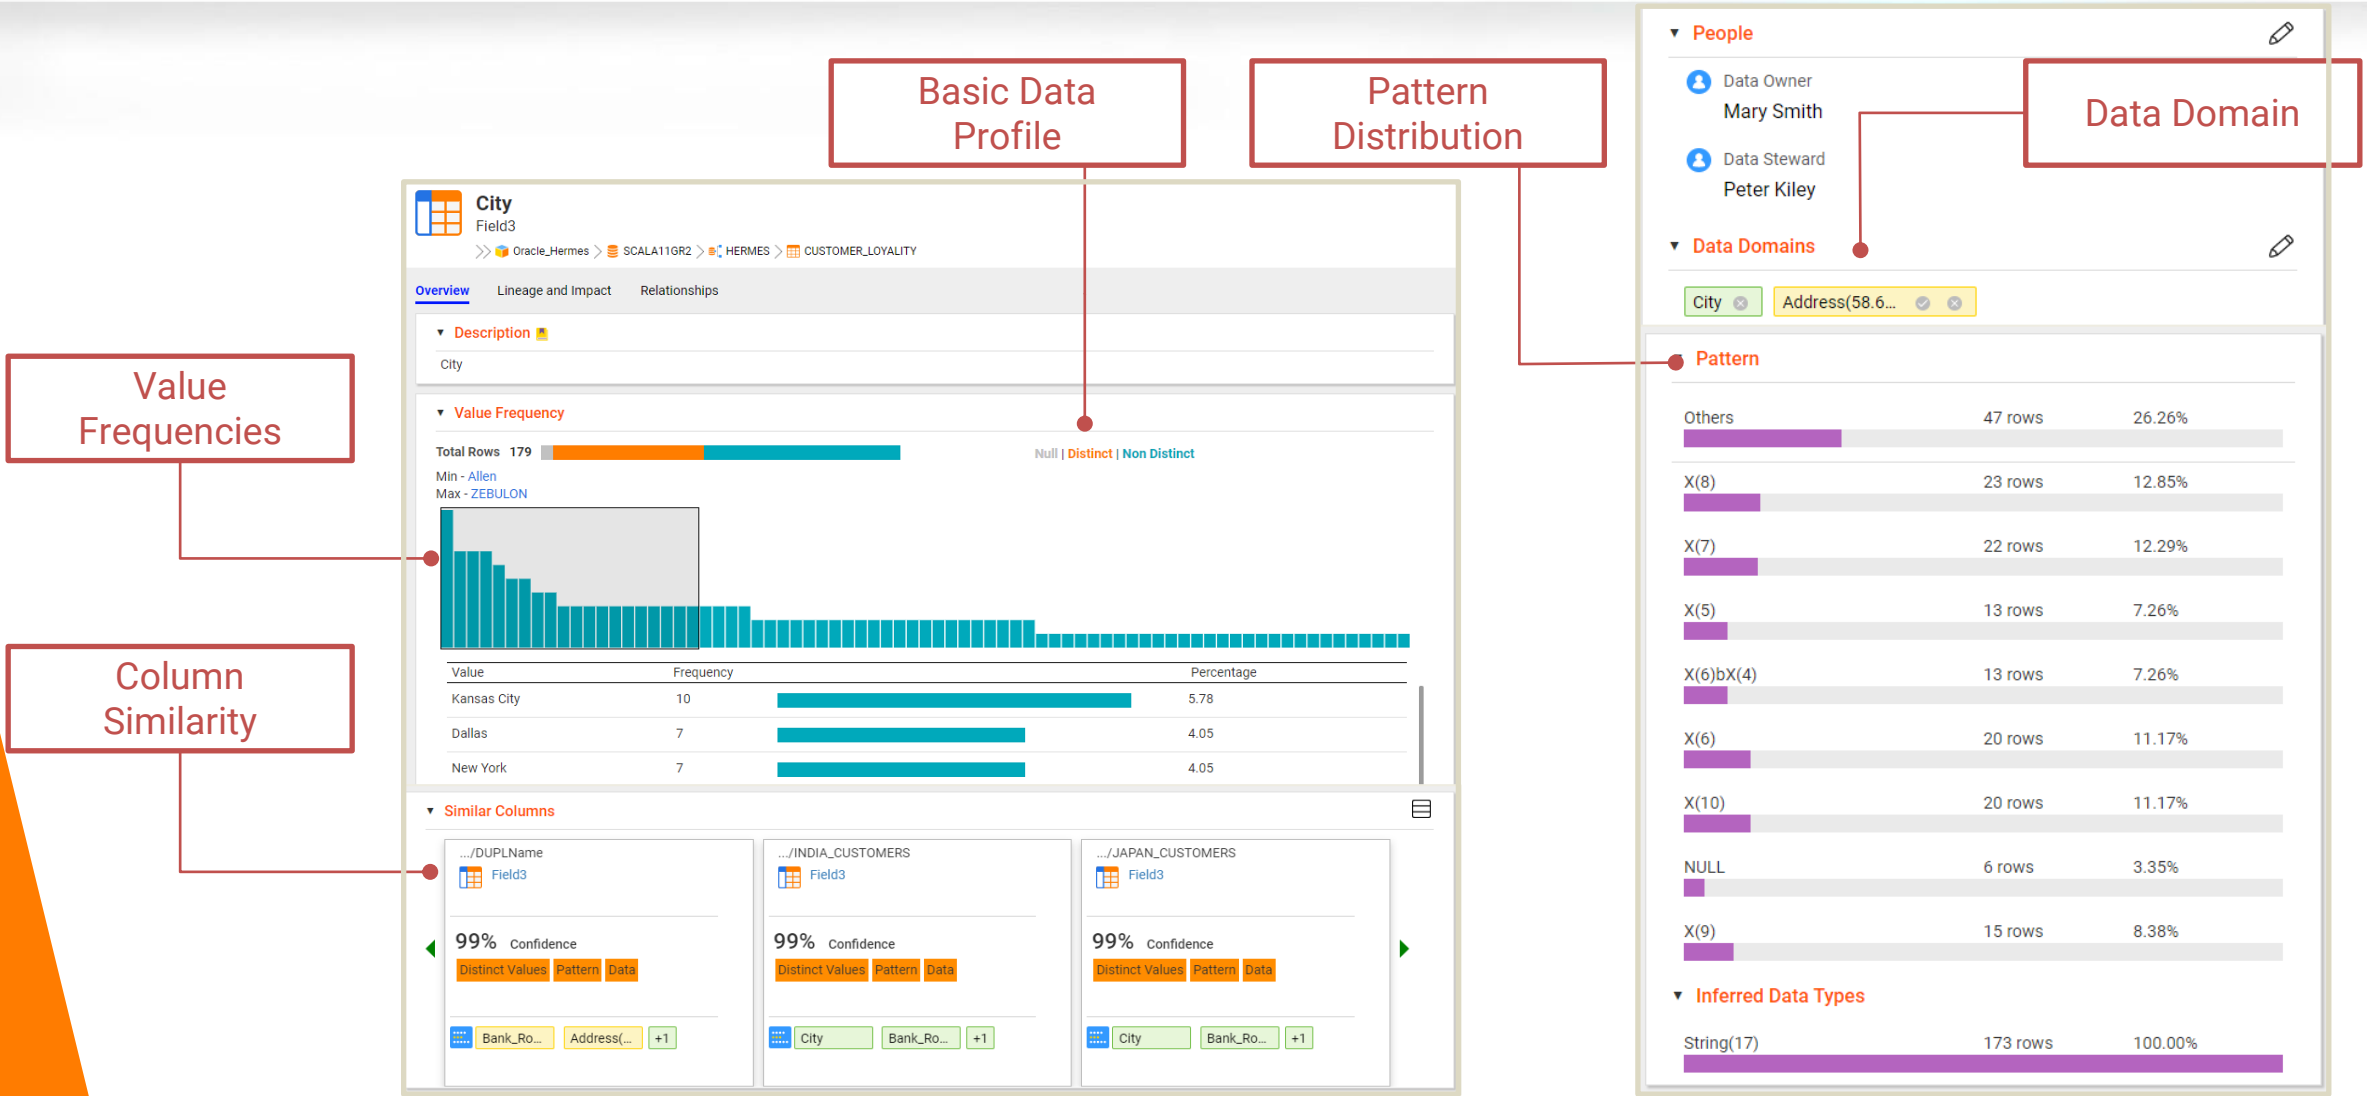 Basic Data
Profile
Pattern
Distribution
Data Domain
Value
Frequencies
Column
Similarity
City
Field3
Oracle_Hermes
SCALA11GR2
HERMES
CUSTOMER_LOYALITY
Overview
Lineage and Impact
Relationships
Description
City
Value Frequency
Total Rows 179
Null | Distinct | Non Distinct
Min - Allen
Max - ZEBULON
Value Frequency Percentage
Kansas City 10 5.78
Dallas 7 4.05
New York 7 4.05
Similar Columns
.../DUPLName
Field3
99% Confidence
Distinct Values Pattern Data
Bank_Ro... Address(... +1
.../INDIA_CUSTOMERS
Field3
99% Confidence
Distinct Values Pattern Data
City Bank_Ro... +1
.../JAPAN_CUSTOMERS
Field3
99% Confidence
Distinct Values Pattern Data
City Bank_Ro... +1
People
Data Owner
Mary Smith
Data Steward
Peter Kiley
Data Domains
City Address(58.6...
Pattern
Others 47 rows 26.26%
X(8) 23 rows 12.85%
X(7) 22 rows 12.29%
X(5) 13 rows 7.26%
X(6)bX(4) 13 rows 7.26%
X(6) 20 rows 11.17%
X(10) 20 rows 11.17%
NULL 6 rows 3.35%
X(9) 15 rows 8.38%
Inferred Data Types
String(17) 173 rows 100.00%